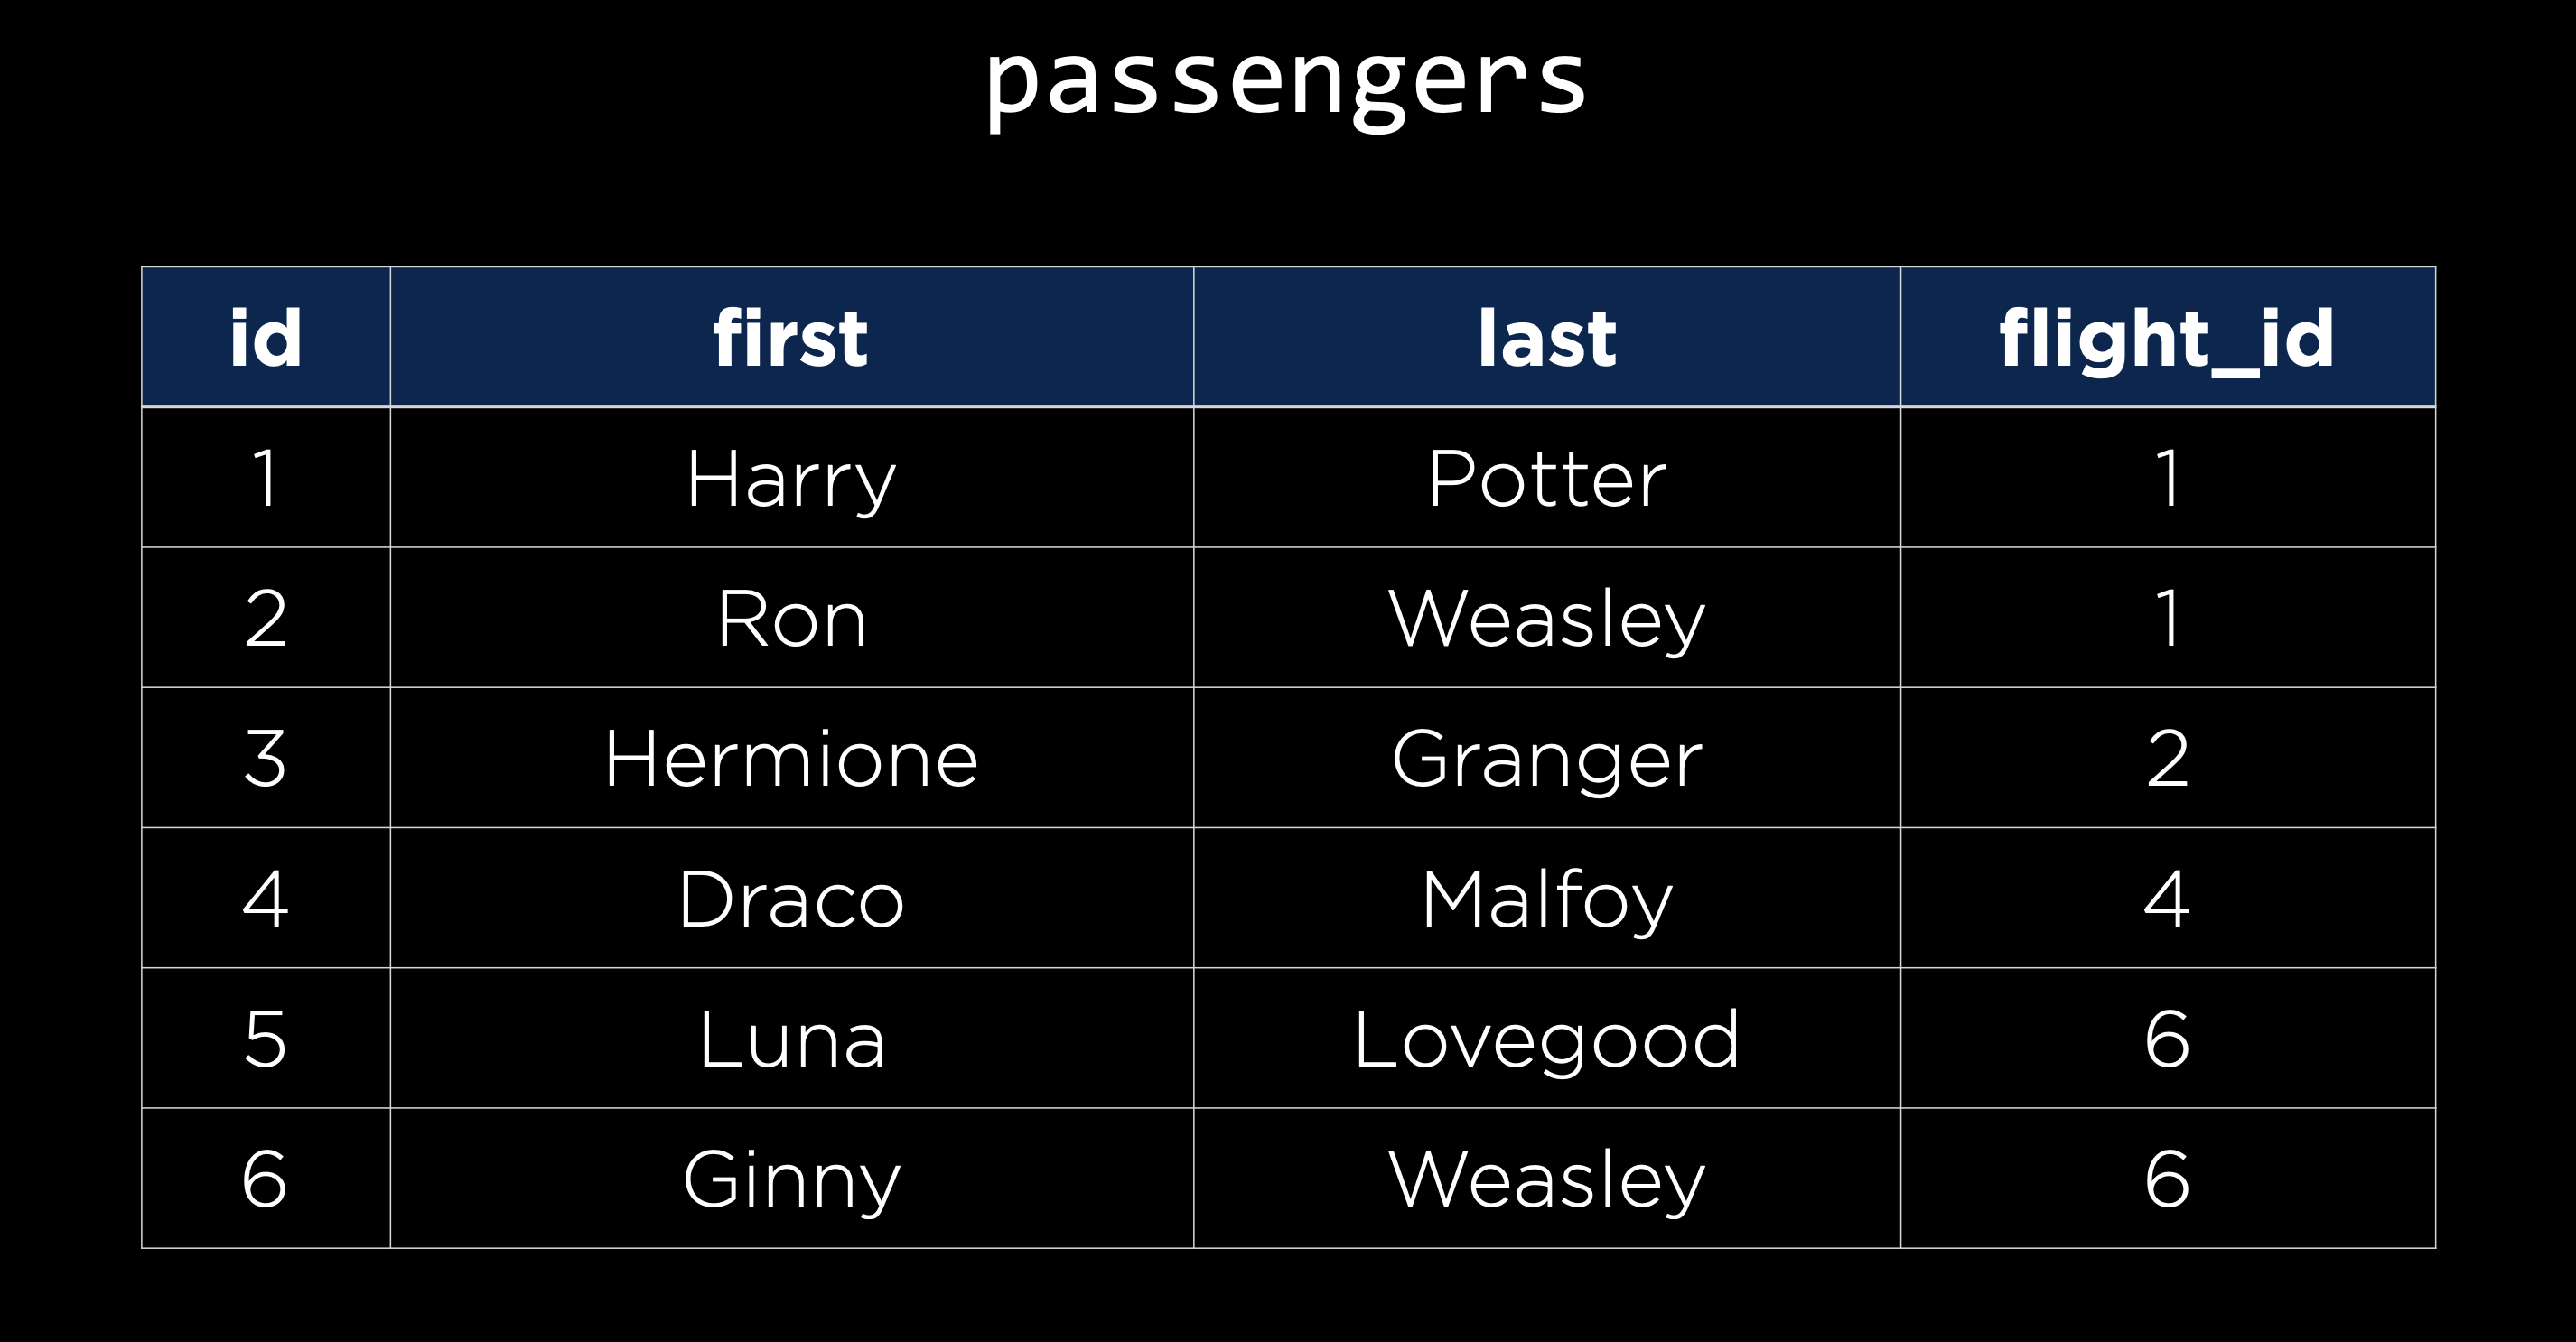 passengers
id first last flight_id
1 Harry Potter 1
2 Ron Weasley 1
3 Hermione Granger 2
4 Draco Malfoy 4
5 Luna Lovegood 6
6 Ginny Weasley 6